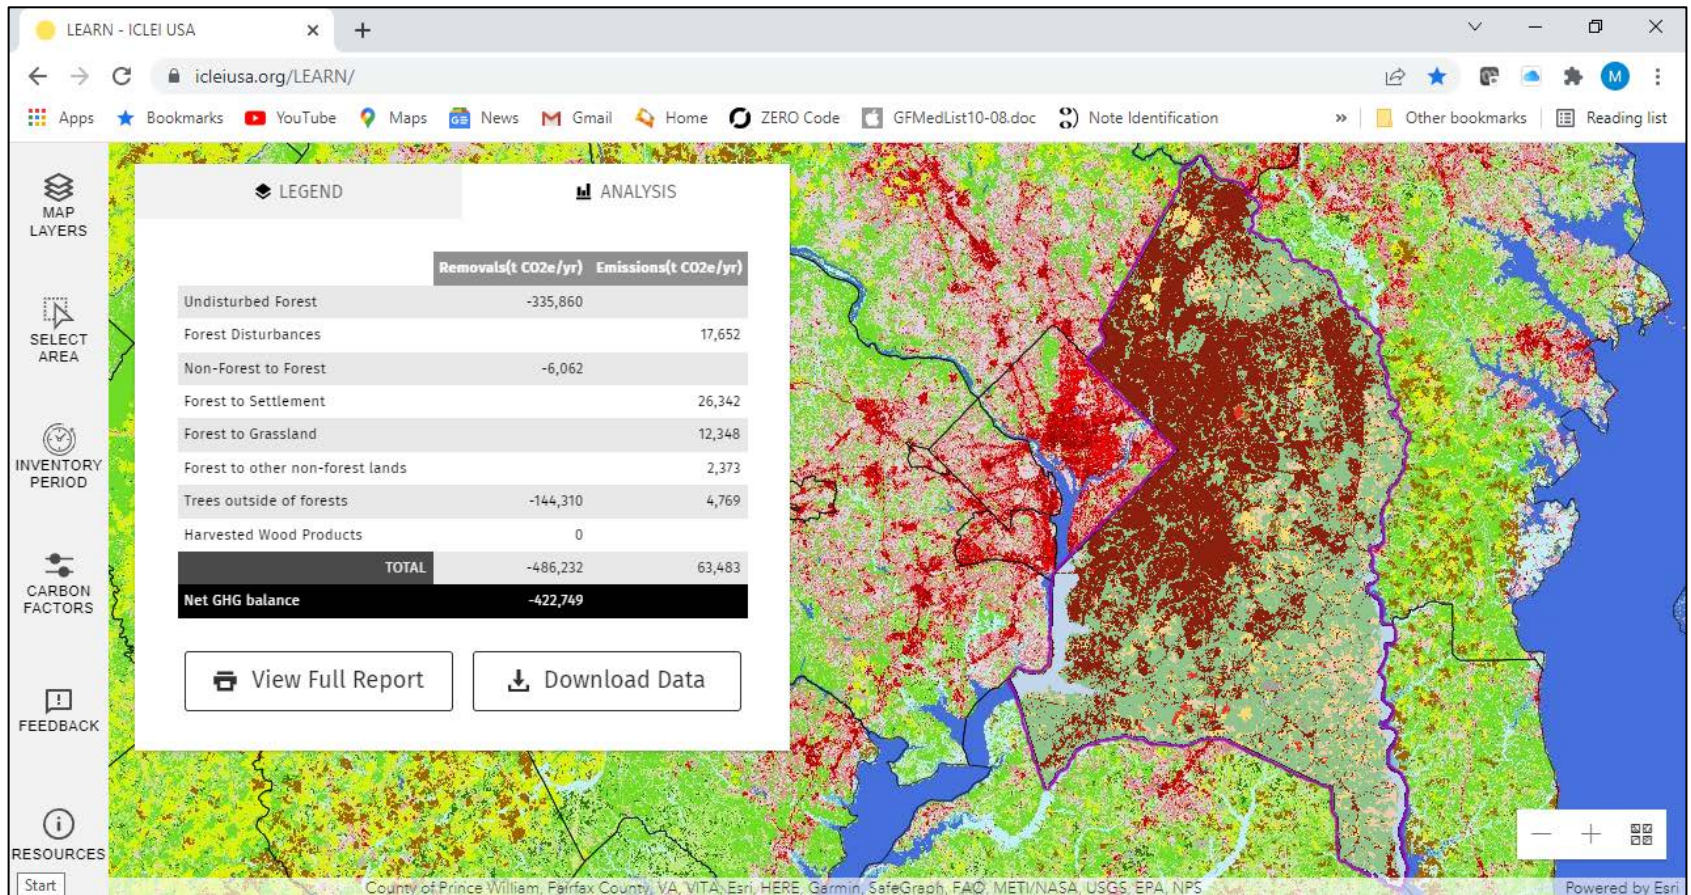 LEARN - ICLEI USA
icleiusa.org/LEARN/
M
Apps Bookmarks YouTube Maps News Gmail Home ZERO Code GFMedList10-08.doc Note Identification » Other bookmarks Reading list
MAP
LAYERS
SELECT
AREA
INVENTORY
PERIOD
CARBON
FACTORS
FEEDBACK
RESOURCES
Start
LEGEND ANALYSIS
Removals(t CO2e/yr) Emissions(t CO2e/yr)
Undisturbed Forest -335,860
Forest Disturbances 17,652
Non-Forest to Forest -6,062
Forest to Settlement 26,342
Forest to Grassland 12,348
Forest to other non-forest lands 2,373
Trees outside of forests -144,310 4,769
Harvested Wood Products 0
TOTAL -486,232 63,483
Net GHG balance -422,749
View Full Report Download Data
County of Prince William, Fairfax County, VA, VITA, Esri, HERE, Garmin, SafeGraph, FAO, METI/NASA, USGS, EPA, NPS Powered by Esri